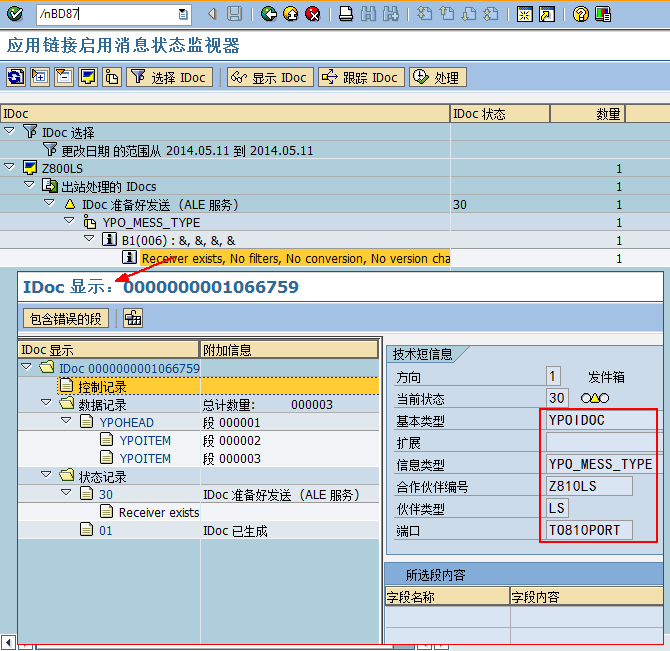 /nBD87
应用链接启用消息状态监视器
选择 IDoc 显示 IDoc 跟踪 IDoc 处理
IDoc IDoc 状态 数量
IDoc 选择
更改日期 的范围从 2014.05.11 到 2014.05.11
Z800LS 1
出站处理的 IDocs 1
IDoc 准备好发送（ALE 服务） 30 1
YPO_MESS_TYPE 1
B1(006) : &, &, &, & 1
Receiver exists, No filters, No conversion, No version cha 1
IDoc 显示: 0000000001066759
包含错误的段
IDoc 显示 附加信息
IDoc 0000000001066759
控制记录
数据记录 总计数量: 000003
YPOHEAD 段 000001
YPOITEM 段 000002
YPOITEM 段 000003
状态记录
30 IDoc 准备好发送（ALE 服务）
Receiver exists
01 IDoc 已生成
技术短信息
方向 1 发件箱
当前状态 30
基本类型 YPOIDOC
扩展
信息类型 YPO_MESS_TYPE
合作伙伴编号 Z810LS
伙伴类型 LS
端口 TO810PORT
所选段内容
字段名称 字段内容